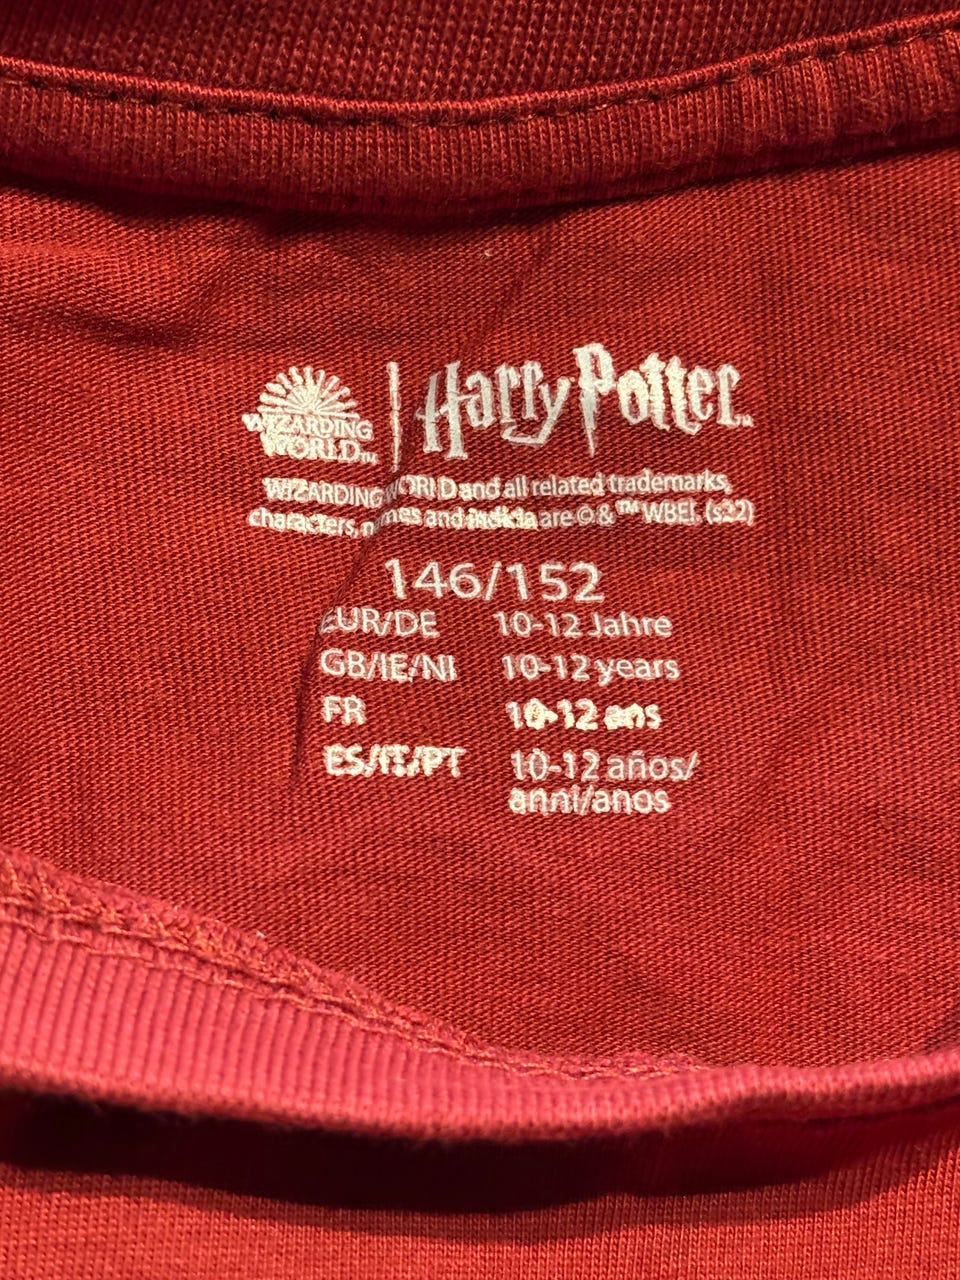 WIZARDING
WORLD™
Harry Potter™
WIZARDING WORLD and all related trademarks,
characters, names and indicia are © & ™ WBEI. (s22)
146/152
EUR/DE 10-12 Jahre
GB/IE/NI 10-12 years
FR 10-12 ans
ES/IT/PT 10-12 años/
anni/anos